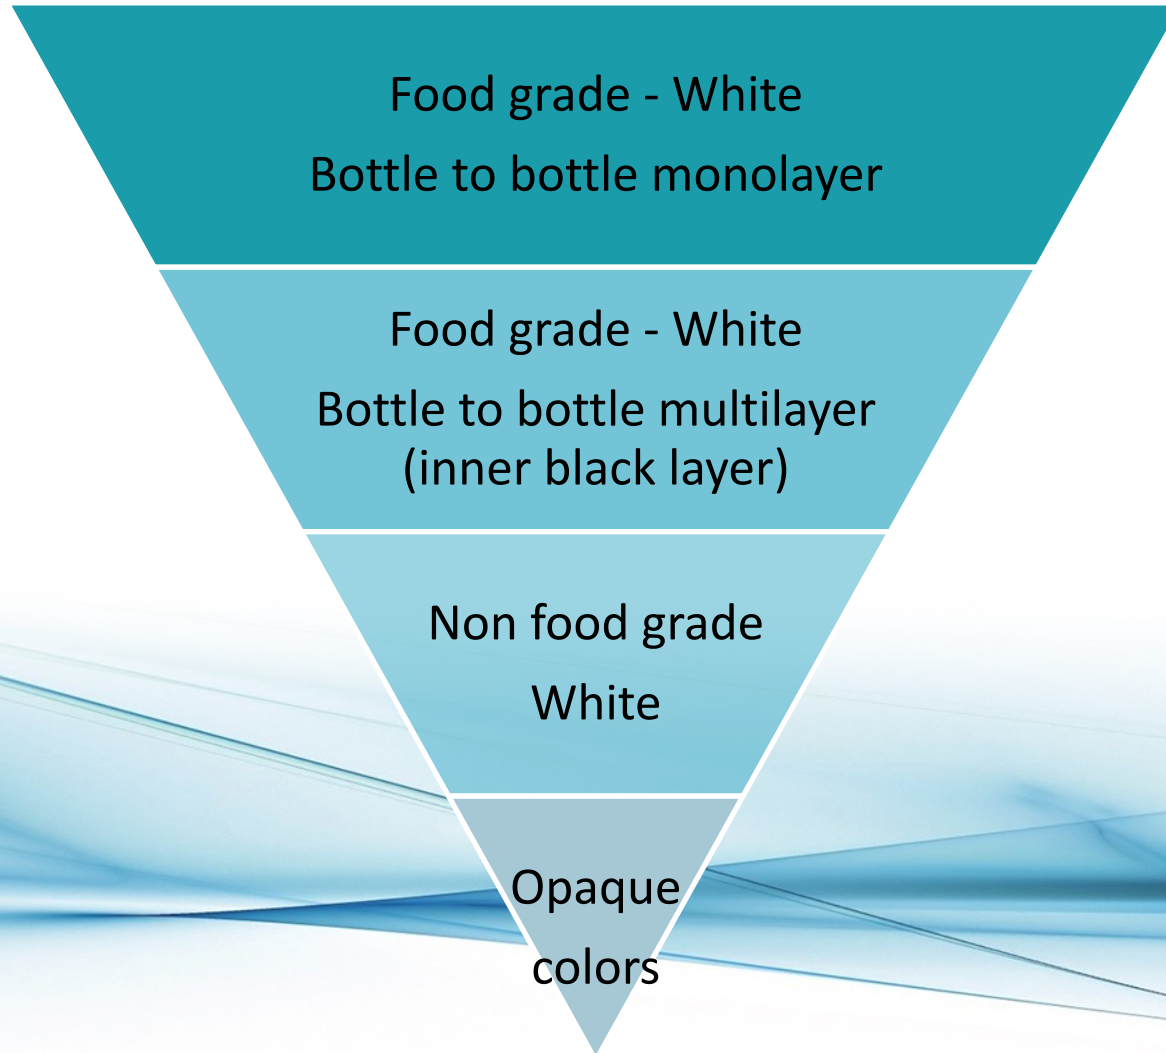 Food grade - White
Bottle to bottle monolayer
Food grade - White
Bottle to bottle multilayer
(inner black layer)
Non food grade
White
Opaque
colors